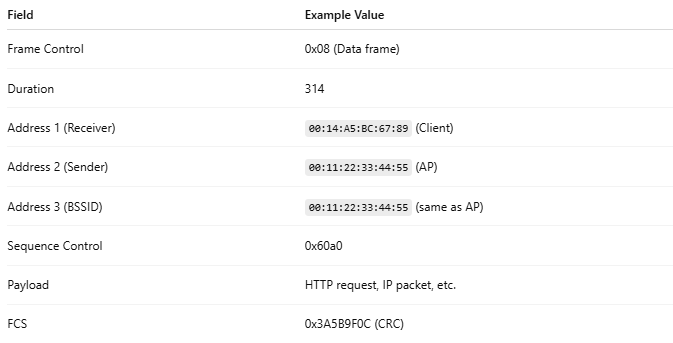 Field Example Value
Frame Control 0x08 (Data frame)
Duration 314
Address 1 (Receiver) 00:14:A5:BC:67:89 (Client)
Address 2 (Sender) 00:11:22:33:44:55 (AP)
Address 3 (BSSID) 00:11:22:33:44:55 (same as AP)
Sequence Control 0x60a0
Payload HTTP request, IP packet, etc.
FCS 0x3A5B9F0C (CRC)